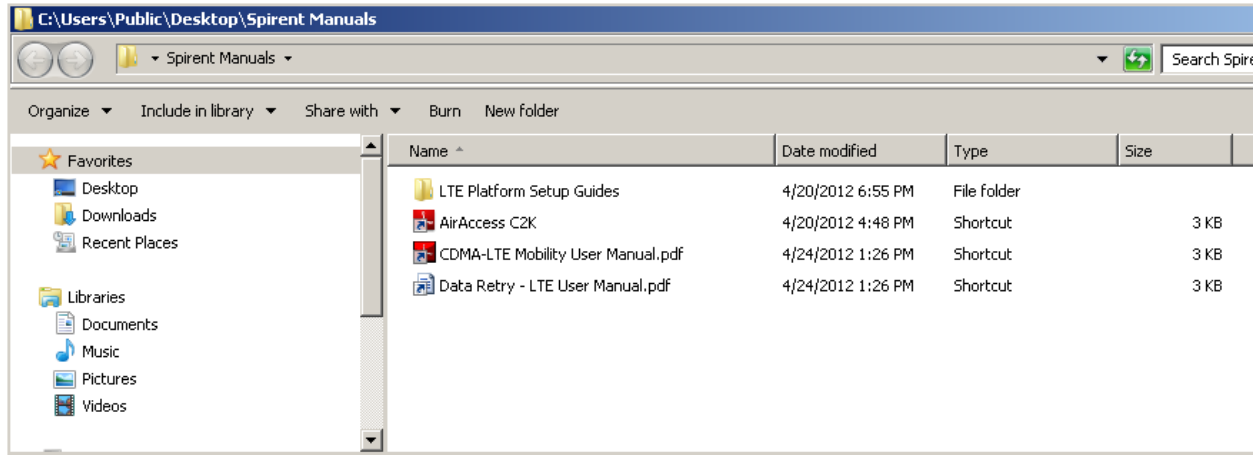 C:\Users\Public\Desktop\Spirent Manuals
Spirent Manuals
Search Spire
Organize Include in library Share with Burn New folder
Favorites
Desktop
Downloads
Recent Places
Libraries
Documents
Music
Pictures
Videos
Name Date modified Type Size
LTE Platform Setup Guides 4/20/2012 6:55 PM File folder
AirAccess C2K 4/20/2012 4:48 PM Shortcut 3 KB
CDMA-LTE Mobility User Manual.pdf 4/24/2012 1:26 PM Shortcut 3 KB
Data Retry - LTE User Manual.pdf 4/24/2012 1:26 PM Shortcut 3 KB